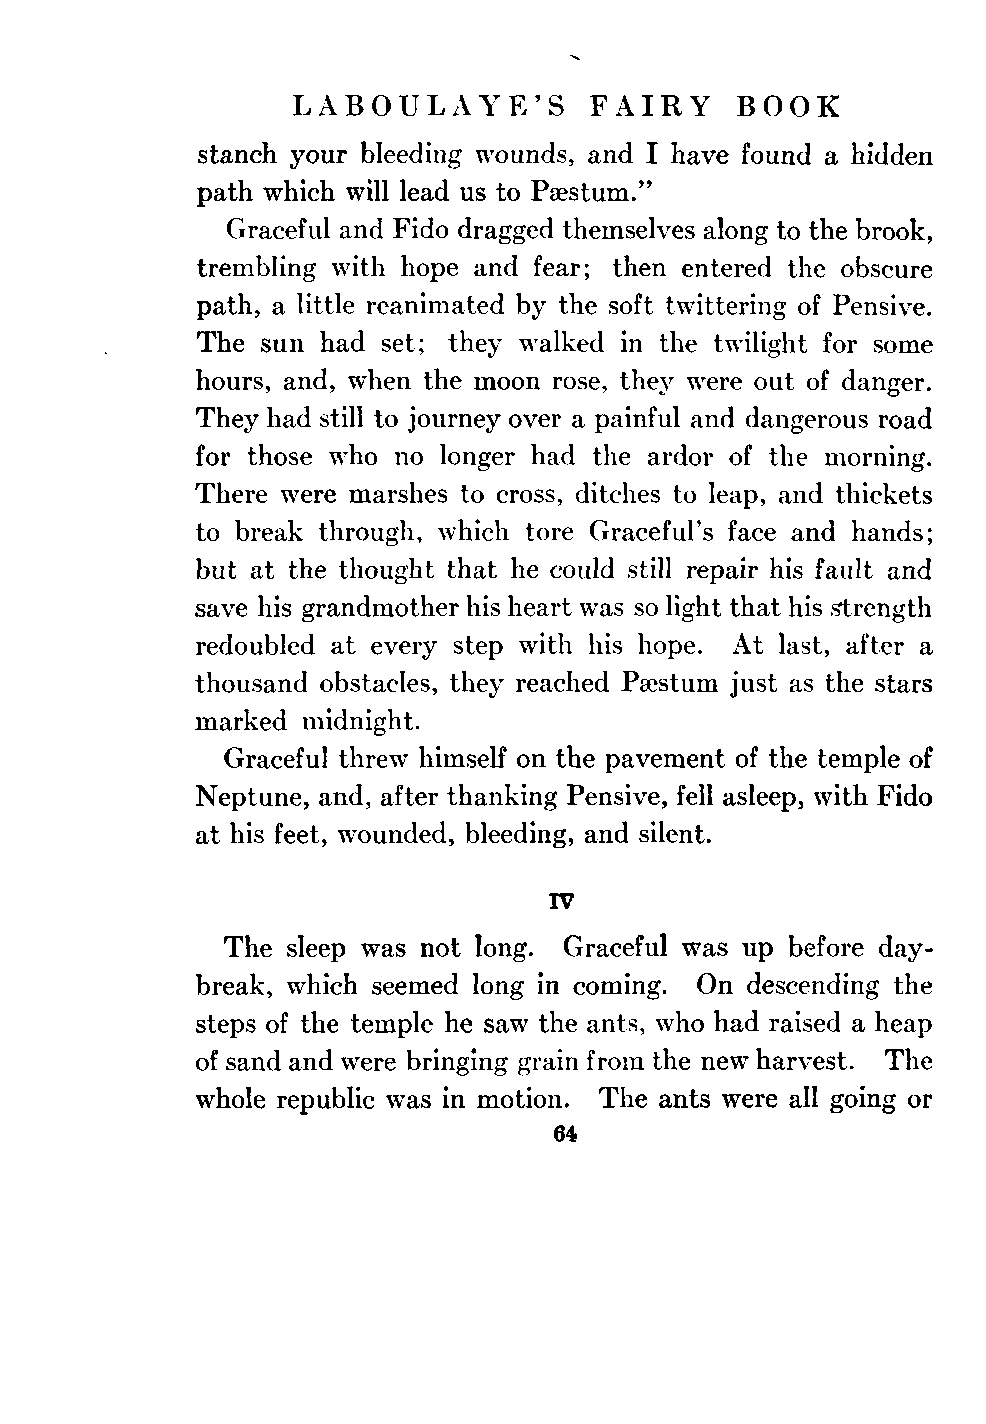 LABOULAYE'S FAIRY BOOK
stanch your bleeding wounds, and I have found a hidden
path which will lead us to Pæstum."
Graceful and Fido dragged themselves along to the brook,
trembling with hope and fear; then entered the obscure
path, a little reanimated by the soft twittering of Pensive.
The sun had set; they walked in the twilight for some
hours, and, when the moon rose, they were out of danger.
They had still to journey over a painful and dangerous road
for those who no longer had the ardor of the morning.
There were marshes to cross, ditches to leap, and thickets
to break through, which tore Graceful's face and hands;
but at the thought that he could still repair his fault and
save his grandmother his heart was so light that his strength
redoubled at every step with his hope. At last, after a
thousand obstacles, they reached Pæstum just as the stars
marked midnight.
Graceful threw himself on the pavement of the temple of
Neptune, and, after thanking Pensive, fell asleep, with Fido
at his feet, wounded, bleeding, and silent.
IV
The sleep was not long. Graceful was up before day-
break, which seemed long in coming. On descending the
steps of the temple he saw the ants, who had raised a heap
of sand and were bringing grain from the new harvest. The
whole republic was in motion. The ants were all going or
64